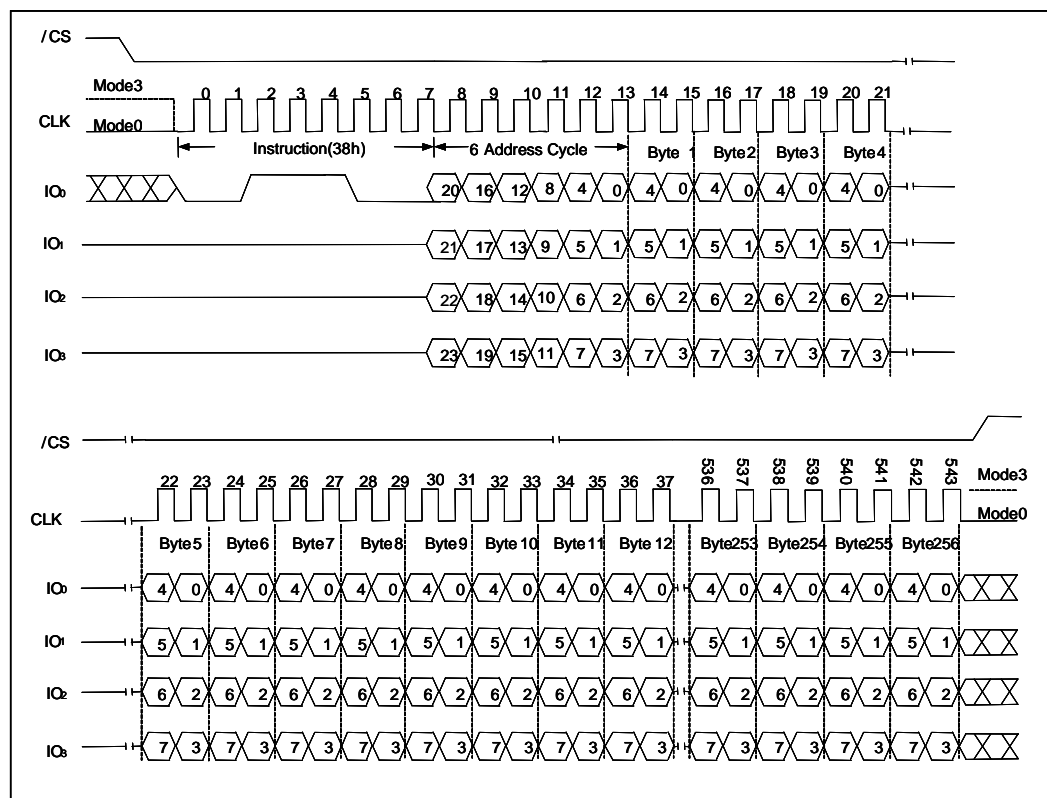 /CS
Mode3
0 1 2 3 4 5 6 7 8 9 10 11 12 13 14 15 16 17 18 19 20 21
CLK
Mode0
Instruction(38h) 6 Address Cycle Byte 1 Byte2 Byte3 Byte4
IO0 20 16 12 8 4 0 4 0 4 0 4 0 4 0
IO1 21 17 13 9 5 1 5 1 5 1 5 1 5 1
IO2 22 18 14 10 6 2 6 2 6 2 6 2 6 2
IO3 23 19 15 11 7 3 7 3 7 3 7 3 7 3
/CS
22 23 24 25 26 27 28 29 30 31 32 33 34 35 36 37 536 537 538 539 540 541 542 543 Mode3
CLK Mode0
Byte5 Byte6 Byte7 Byte8 Byte9 Byte10 Byte11 Byte12 Byte253 Byte254 Byte255 Byte256
IO0 4 0 4 0 4 0 4 0 4 0 4 0 4 0 4 0 4 0 4 0 4 0 4 0
IO1 5 1 5 1 5 1 5 1 5 1 5 1 5 1 5 1 5 1 5 1 5 1 5 1
IO2 6 2 6 2 6 2 6 2 6 2 6 2 6 2 6 2 6 2 6 2 6 2 6 2
IO3 7 3 7 3 7 3 7 3 7 3 7 3 7 3 7 3 7 3 7 3 7 3 7 3